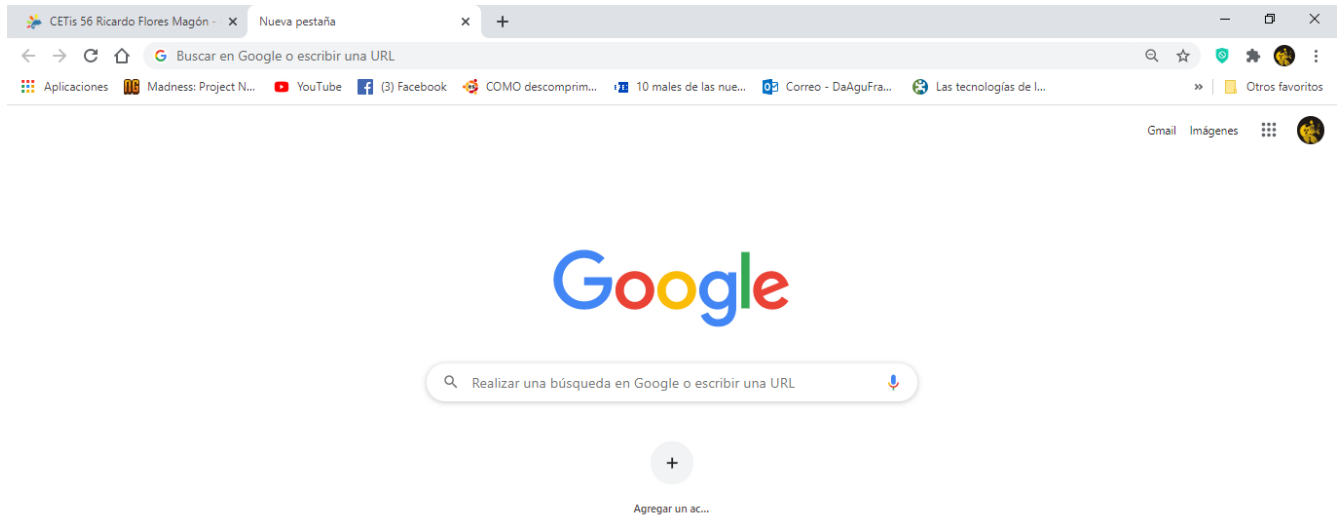 CETis 56 Ricardo Flores Magón -
Nueva pestaña
Buscar en Google o escribir una URL
Aplicaciones Madness: Project N... YouTube (3) Facebook COMO descomprim... 10 males de las nue... Correo - DaAguFra... Las tecnologías de l... » Otros favoritos
Gmail Imágenes
Google
Realizar una búsqueda en Google o escribir una URL
Agregar un ac...